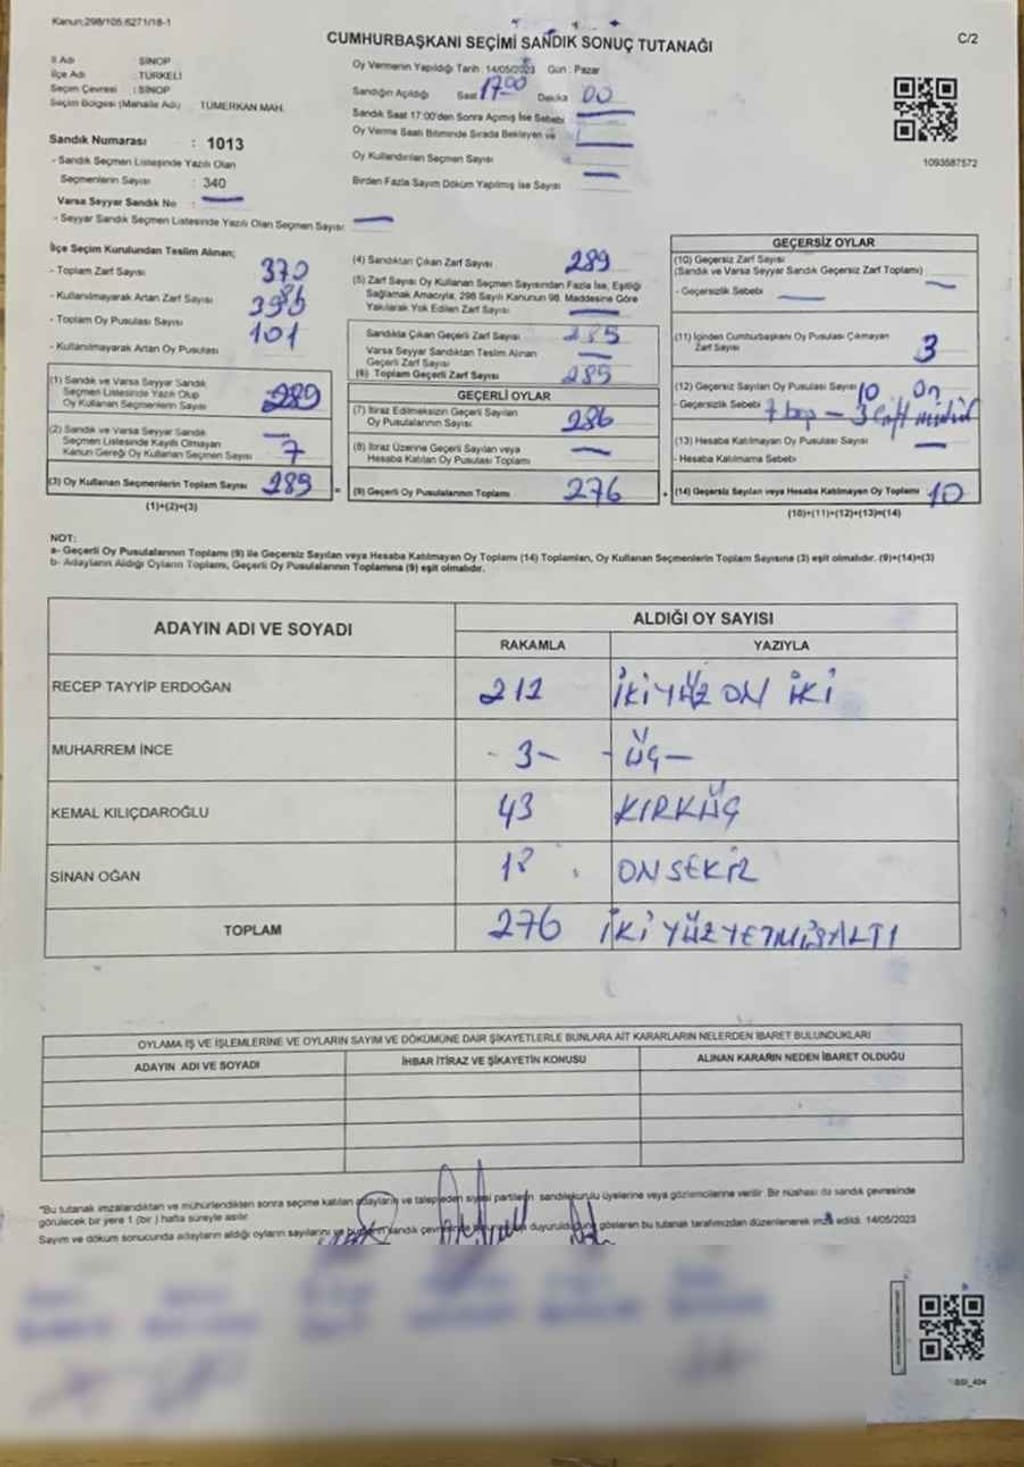 Kanun:298/105.6271/18-1
CUMHURBAŞKANI SEÇİMİ SANDIK SONUÇ TUTANAĞI
C/2
İl Adı SİNOP
İlçe Adı : TÜRKELİ
Seçim Çevresi : SİNOP
Seçim Bölgesi (Mahalle Adı) TÜMERKAN MAH.
Oy Vermenin Yapıldığı Tarih : 14/05/2023 Gün : Pazar
Sandığın Açıldığı Saat 17.00 Dakika 00
Sandık Saat 17:00'den Sonra Açımış İse Sebebi
Oy Verme Saati Bitiminde Sırada Bekleyen ve
Oy Kullandırılan Seçmen Sayısı
Birden Fazla Sayım Döküm Yapılmış İse Sayısı
1093587572
Sandık Numarası : 1013
- Sandık Seçmen Listesinde Yazılı Olan
Seçmenlerin Sayısı : 340
Varsa Seyyar Sandık No :
- Seyyar Sandık Seçmen Listesinde Yazılı Olan Seçmen Sayısı:
İlçe Seçim Kurulundan Teslim Alınan;
- Toplam Zarf Sayısı 370
- Kullanılmayarak Artan Zarf Sayısı
- Toplam Oy Pusulası Sayısı 101
- Kullanılmayarak Artan Oy Pusulası
(1) Sandık ve Varsa Seyyar Sandık
Seçmen Listesinde Yazılı Olup
Oy Kullanan Seçmenlerin Sayısı 289
(2) Sandık ve Varsa Seyyar Sandık
Seçmen Listesinde Kayıtlı Olmayan
Kanun Gereği Oy Kullanan Seçmen Sayısı 7
(3) Oy Kullanan Seçmenlerin Toplam Sayısı 289
(1)+(2)=(3)
(4) Sandıktan Çıkan Zarf Sayısı 289
(5) Zarf Sayısı Oy Kullanan Seçmen Sayısından Fazla İse, Eşitliği
Sağlamak Amacıyla, 298 Sayılı Kanunun 98. Maddesine Göre
Yakılarak Yok Edilen Zarf Sayısı
Sandıkta Çıkan Geçerli Zarf Sayısı
Varsa Seyyar Sandıktan Teslim Alınan
Geçerli Zarf Sayısı
(6) Toplam Geçerli Zarf Sayısı 289
GEÇERLİ OYLAR
(7) İtiraz Edilmeksizin Geçerli Sayılan
Oy Pusulalarının Sayısı 286
(8) İtiraz Üzerine Geçerli Sayılan veya
Hesaba Katılan Oy Pusulası Toplamı
(9) Geçerli Oy Pusulalarının Toplamı 276
GEÇERSİZ OYLAR
(10) Geçersiz Zarf Sayısı
(Sandık ve Varsa Seyyar Sandık Geçersiz Zarf Toplamı)
- Geçersizlik Sebebi
(11) İçinden Cumhurbaşkanı Oy Pusulası Çıkmayan
Zarf Sayısı 3
(12) Geçersiz Sayılan Oy Pusulası Sayısı 10 On
- Geçersizlik Sebebi 7 boş – 3 çift mühür
(13) Hesaba Katılmayan Oy Pusulası Sayısı
- Hesaba Katılmama Sebebi
(14) Geçersiz Sayılan veya Hesaba Katılmayan Oy Toplamı 10
(10)+(11)+(12)+(13)=(14)
NOT:
a- Geçerli Oy Pusulalarının Toplamı (9) ile Geçersiz Sayılan veya Hesaba Katılmayan Oy Toplamı (14) Toplamları, Oy Kullanan Seçmenlerin Toplam Sayısına (3) eşit olmalıdır. (9)+(14)=(3)
b- Adayların Aldığı Oyların Toplamı, Geçerli Oy Pusulalarının Toplamına (9) eşit olmalıdır.
ADAYIN ADI VE SOYADI
ALDIĞI OY SAYISI
RAKAMLA YAZIYLA
RECEP TAYYİP ERDOĞAN 212 İKİYÜZ ON İKİ
MUHARREM İNCE - 3 - - ÜÇ -
KEMAL KILIÇDAROĞLU 43 KIRKÜÇ
SİNAN OĞAN 18 ONSEKİZ
TOPLAM 276 İKİ YÜZ YETMİŞALTI
OYLAMA İŞ VE İŞLEMLERİNE VE OYLARIN SAYIM VE DÖKÜMÜNE DAİR ŞİKAYETLERLE BUNLARA AİT KARARLARIN NELERDEN İBARET BULUNDUKLARI
ADAYIN ADI VE SOYADI İHBAR İTİRAZ VE ŞİKAYETİN KONUSU ALINAN KARARIN NEDEN İBARET OLDUĞU
"Bu tutanak imzalandıktan ve mühürlendikten sonra seçime katılan adayların ve talep eden siyasi partilerin sandık kurulu üyelerine veya gözlemcilerine verilir. Bir nüshası da sandık çevresinde
görülecek bir yere 1 (bir) hafta süreyle asılır.
Sayım ve döküm sonucunda adayların aldığı oyların sayılarını ve bunların sandık çevresinde duyurulduğunu gösteren bu tutanak tarafımızdan düzenlenerek imza edildi. 14/05/2023